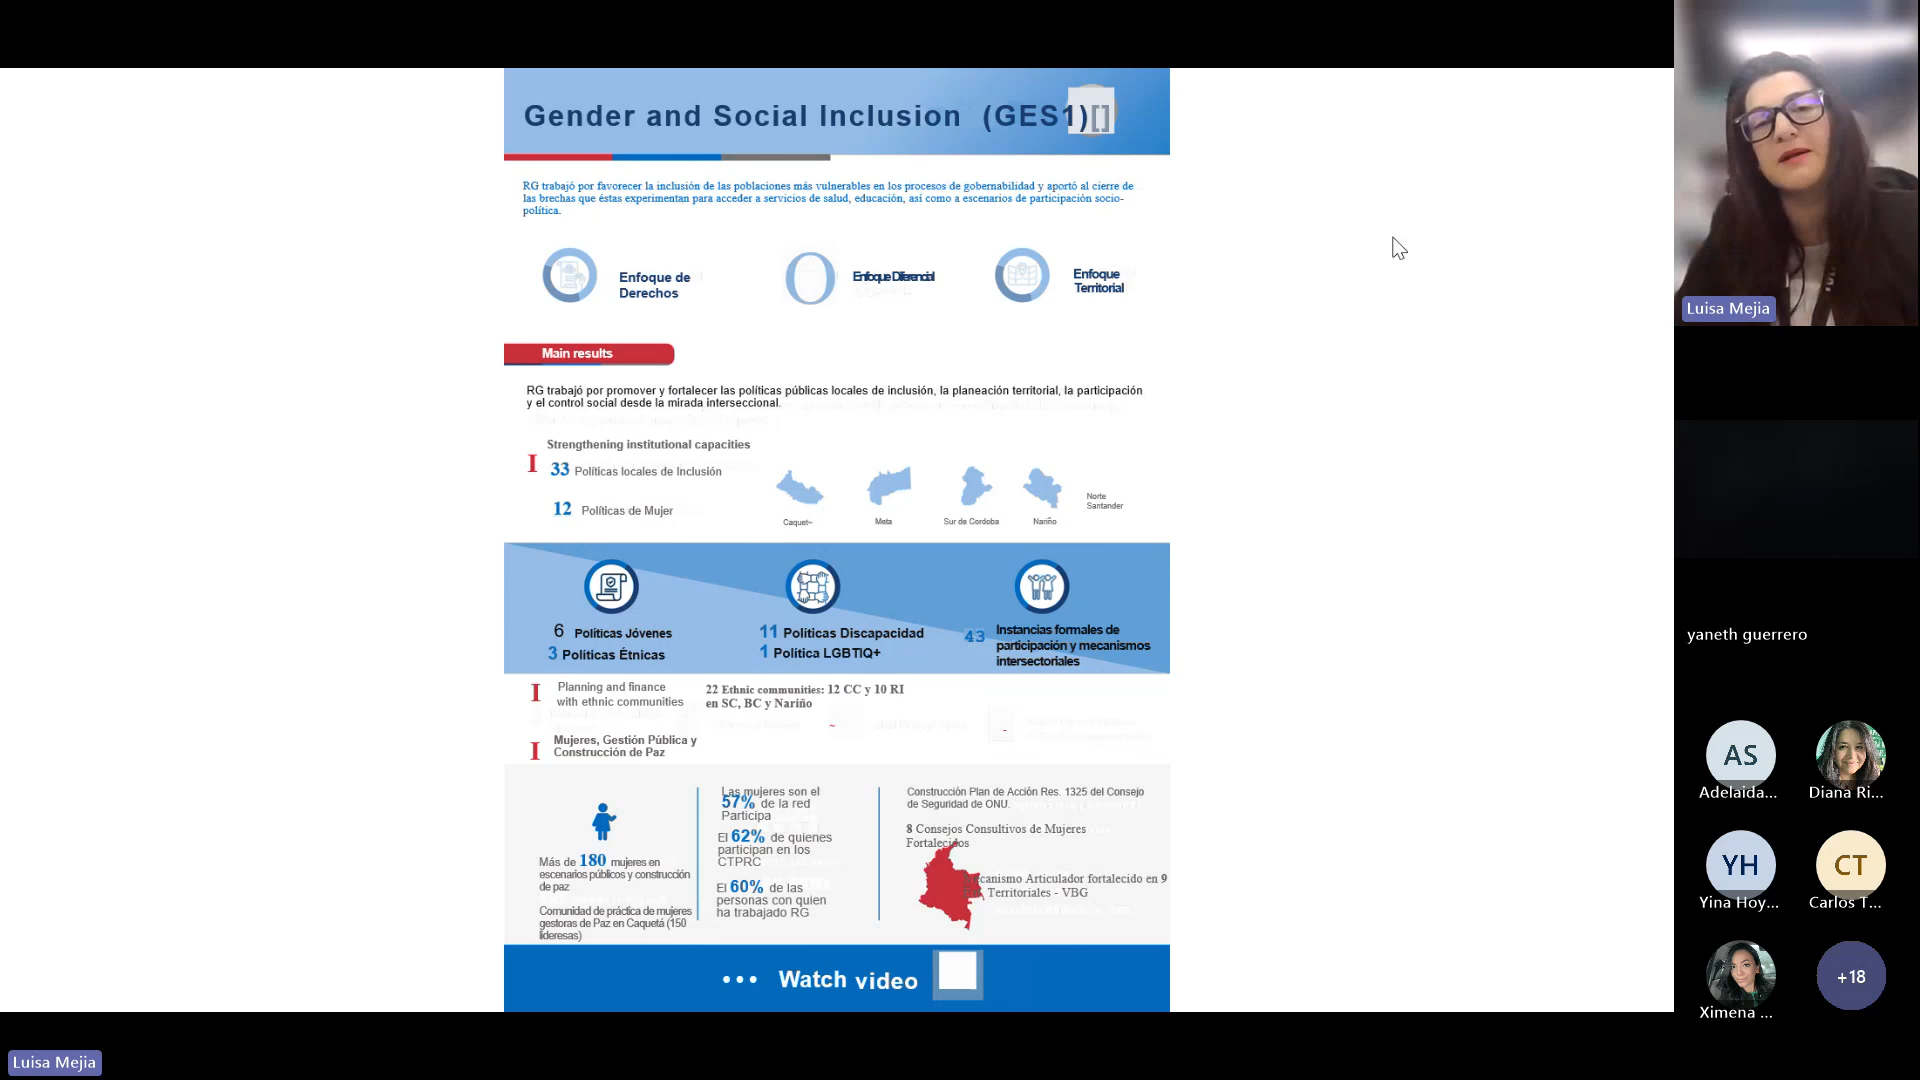 Gender and Social Inclusion (GES1)[]
RG trabajó por favorecer la inclusión de las poblaciones más vulnerables en los procesos de gobernabilidad y aportó al cierre de
las brechas que éstas experimentan para acceder a servicios de salud, educación, así como a escenarios de participación socio-
política.
Enfoque de
Derechos
Enfoque Diferencial
Enfoque
Territorial
Main results
RG trabajó por promover y fortalecer las políticas públicas locales de inclusión, la planeación territorial, la participación
y el control social desde la mirada interseccional.
I Strengthening institutional capacities
33 Políticas locales de Inclusión
12 Políticas de Mujer
Caquet~
Meta
Sur de Cordoba
Nariño
Norte
Santander
6 Políticas Jóvenes
3 Políticas Étnicas
11 Políticas Discapacidad
1 Política LGBTIQ+
43 Instancias formales de
participación y mecanismos
intersectoriales
I Planning and finance
with ethnic communities
22 Ethnic communities: 12 CC y 10 RI
en SC, BC y Nariño
I Mujeres, Gestión Pública y
Construcción de Paz
Más de 180 mujeres en
escenarios públicos y construcción
de paz
Comunidad de práctica de mujeres
gestoras de Paz en Caquetá (150
lideresas)
Las mujeres son el
57% de la red
Participa
El 62% de quienes
participan en los
CTPRC
El 60% de las
personas con quien
ha trabajado RG
Construcción Plan de Acción Res. 1325 del Consejo
de Seguridad de ONU.
8 Consejos Consultivos de Mujeres
Fortalecidos
articulador fortalecido en 9
Territoriales - VBG
••• Watch video
Luisa Mejia
yaneth guerrero
AS
Adelaida...
Diana Ri...
YH
Yina Hoy...
CT
Carlos T...
Ximena ...
+18
Luisa Mejia